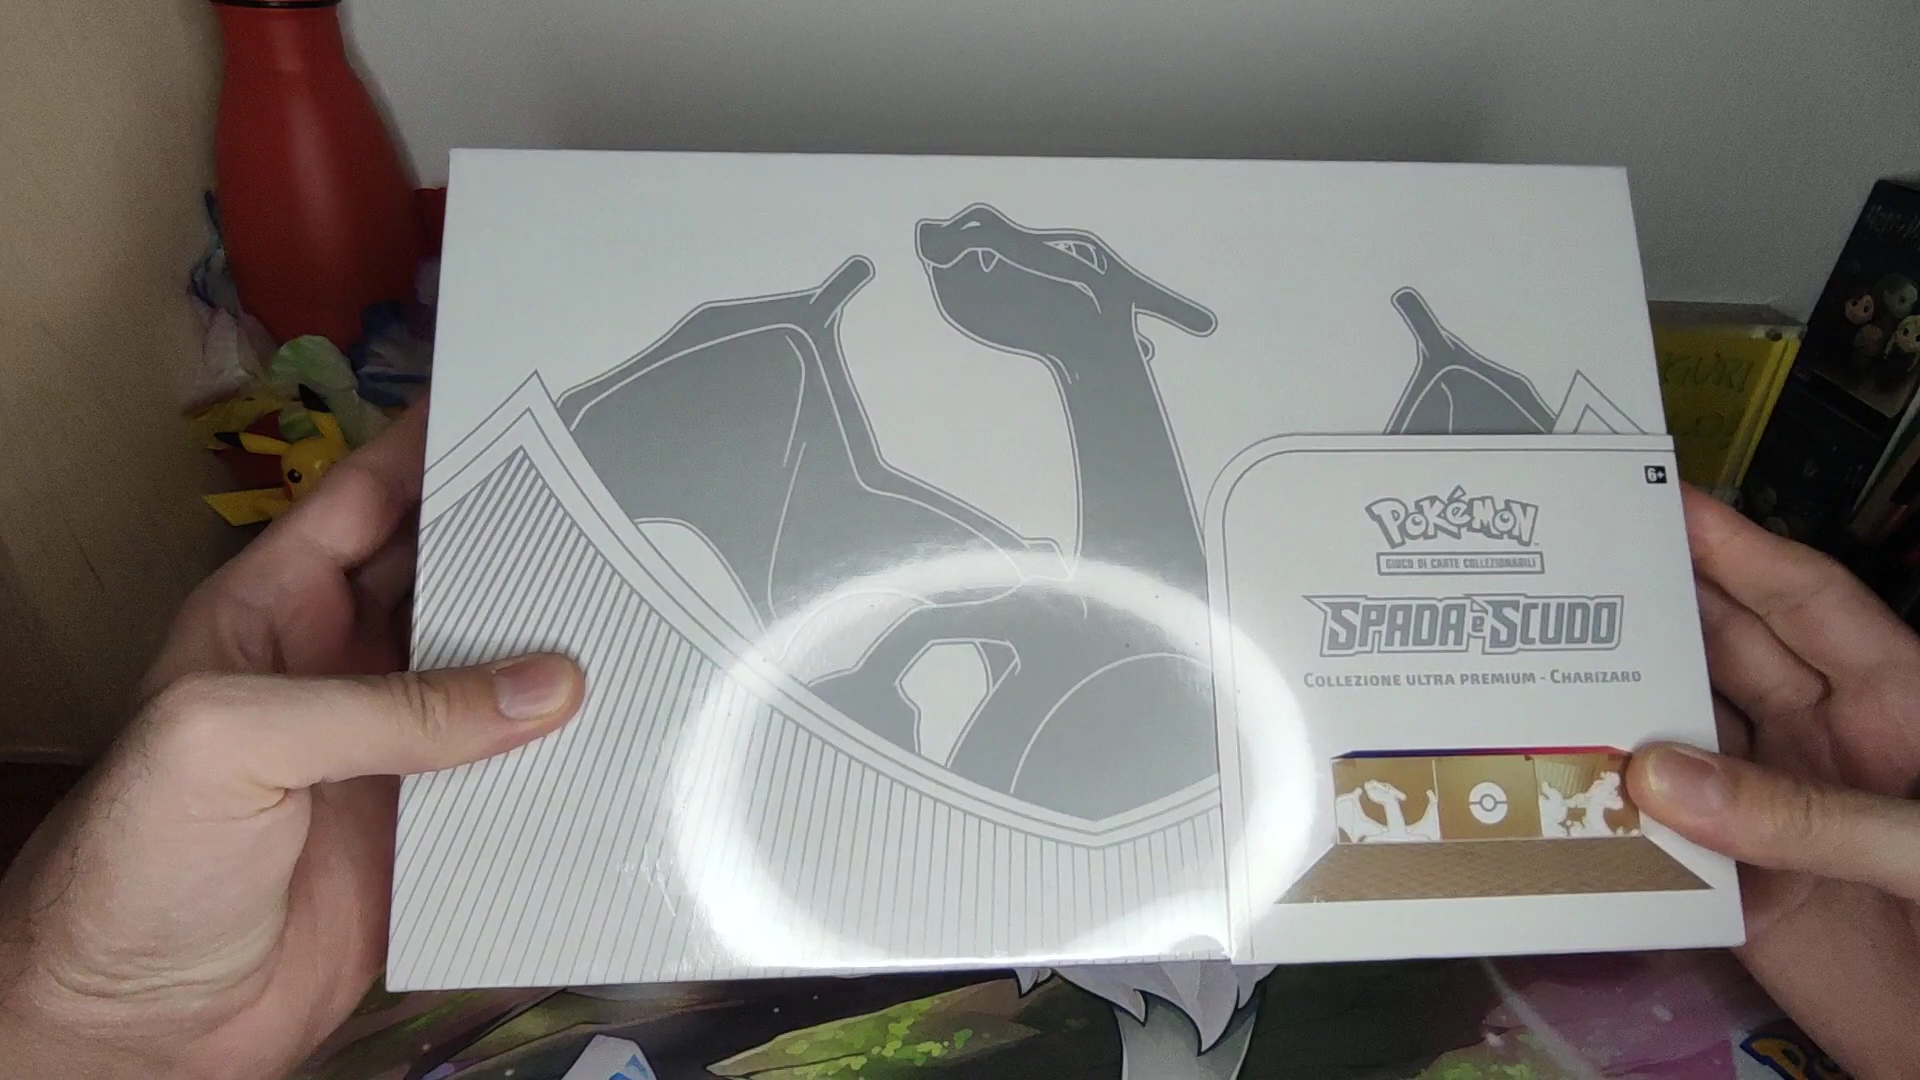 6+
POKéMON
GIOCO DI CARTE COLLEZIONABILI
SPADA e SCUDO
COLLEZIONE ULTRA PREMIUM - CHARIZARD